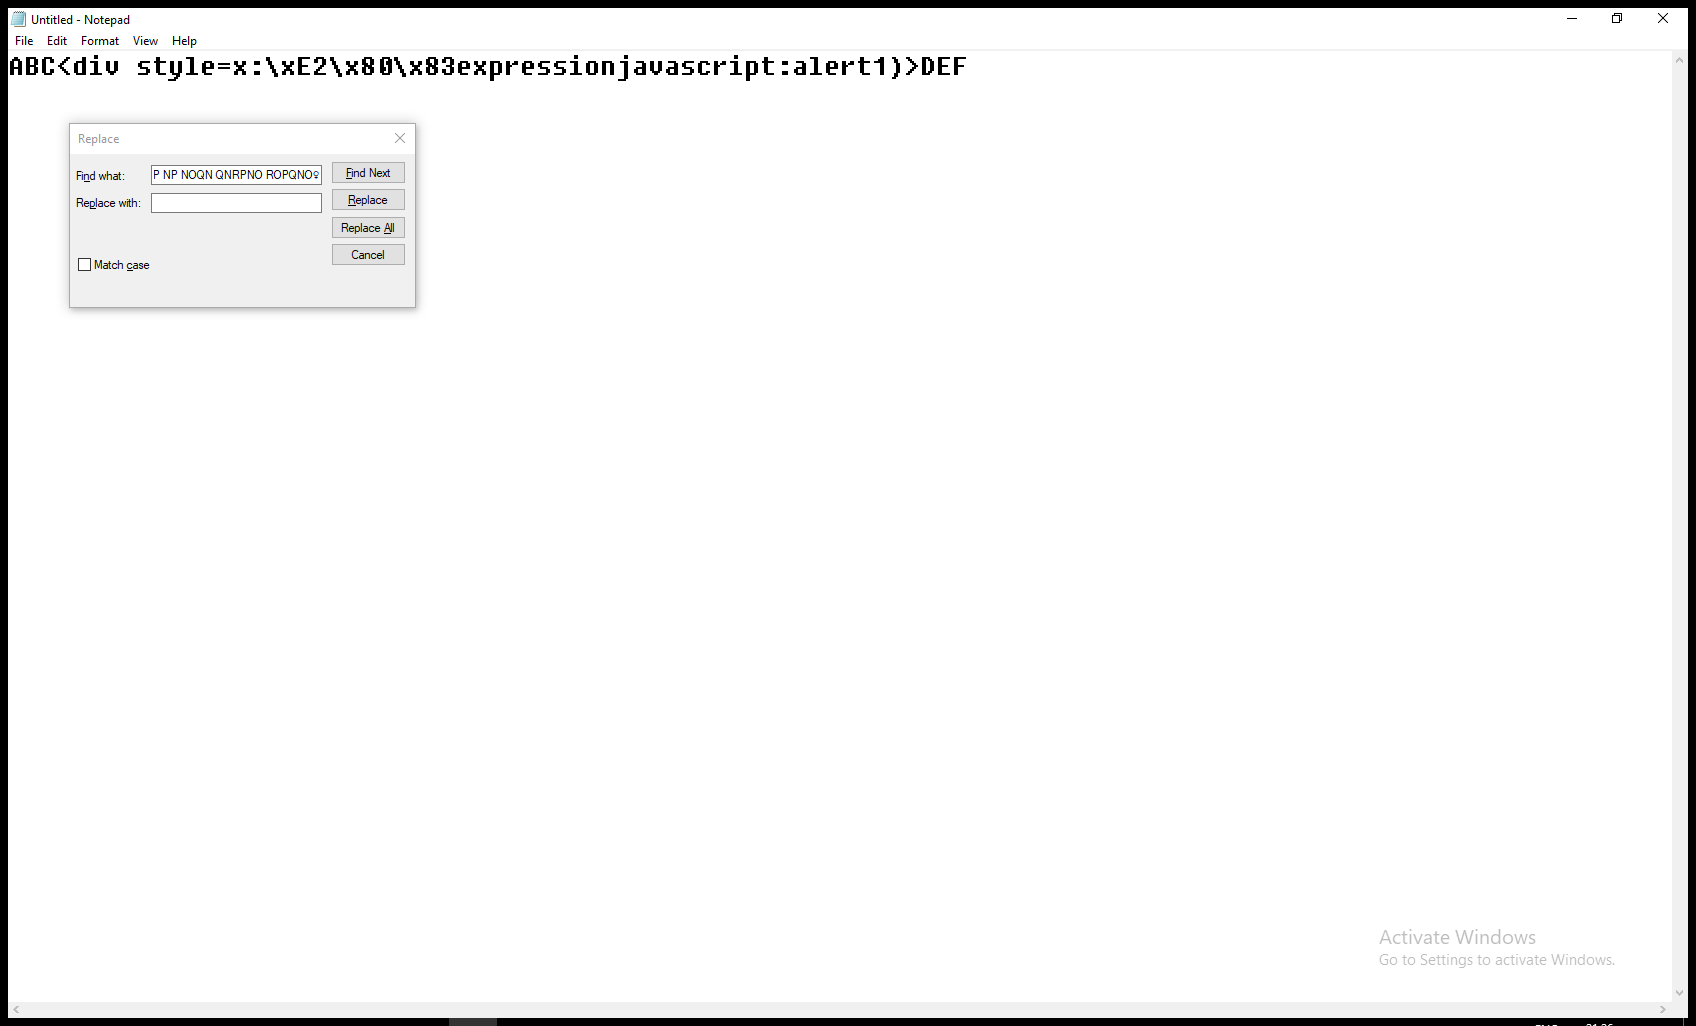 Untitled - Notepad
File Edit Format View Help
ABC<div style=x:\xE2\x80\x83expressionjavascript:alert1)>DEF
Replace
Find what: P NP NOQN QNRPNO ROPQNO♀ Find Next
Replace with: Replace
Replace All
Cancel
Match case
Activate Windows
Go to Settings to activate Windows.